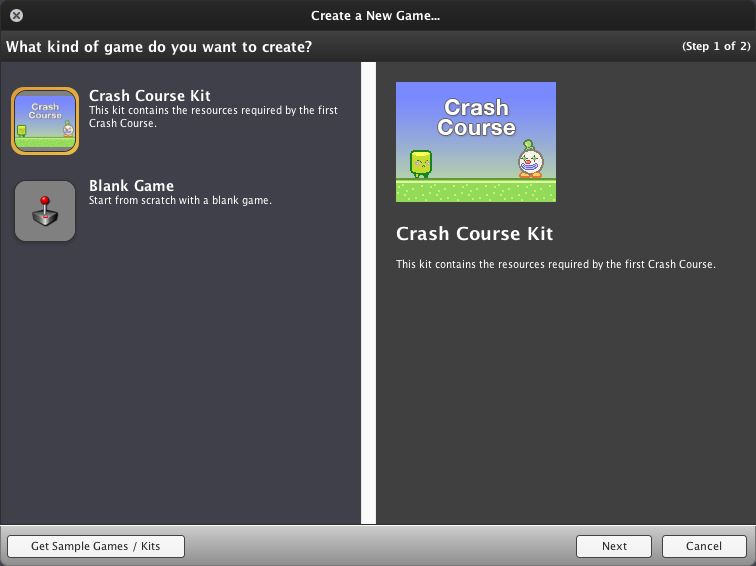 Create a New Game...
What kind of game do you want to create?
(Step 1 of 2)
Crash
Course
Crash Course Kit
This kit contains the resources required by the first
Crash Course.
Blank Game
Start from scratch with a blank game.
Crash
Course
Crash Course Kit
This kit contains the resources required by the first Crash Course.
Get Sample Games / Kits
Next
Cancel